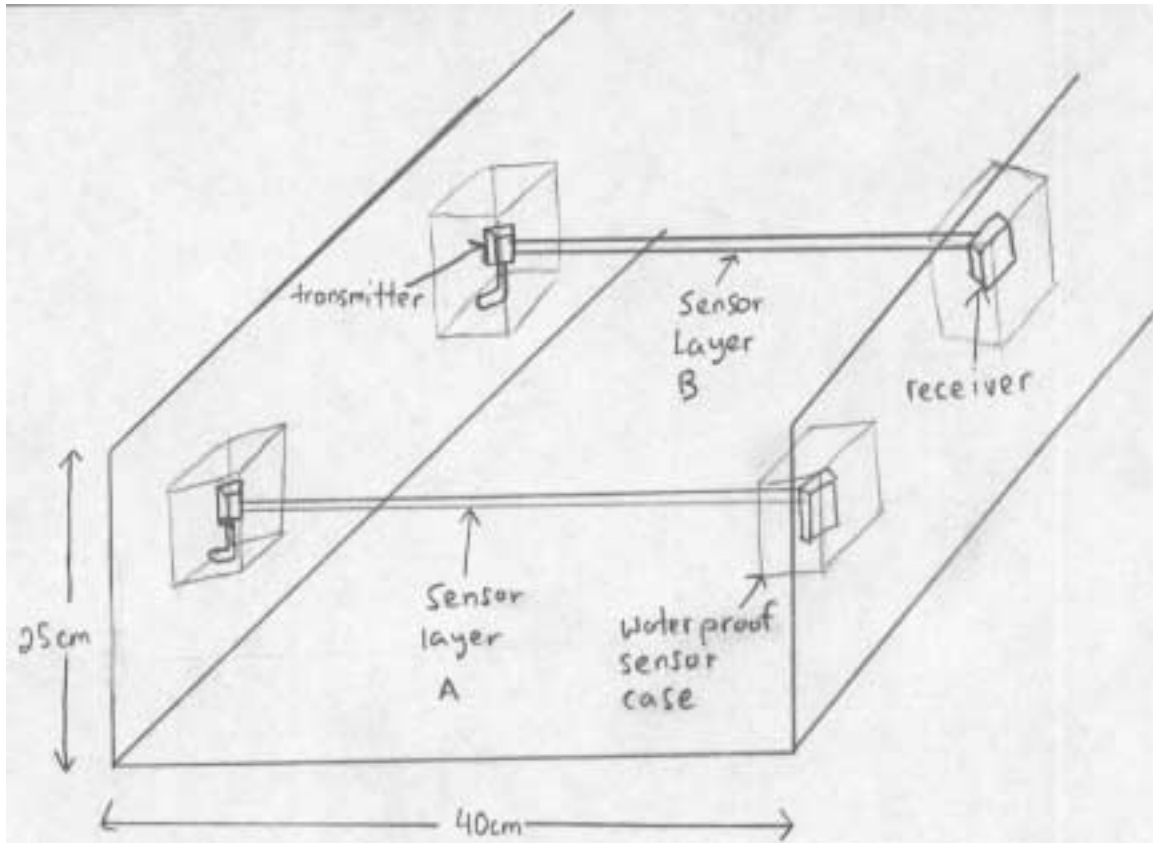 transmitter
Sensor
Layer
B
receiver
Sensor
layer
A
waterproof
sensor
case
25cm
40cm